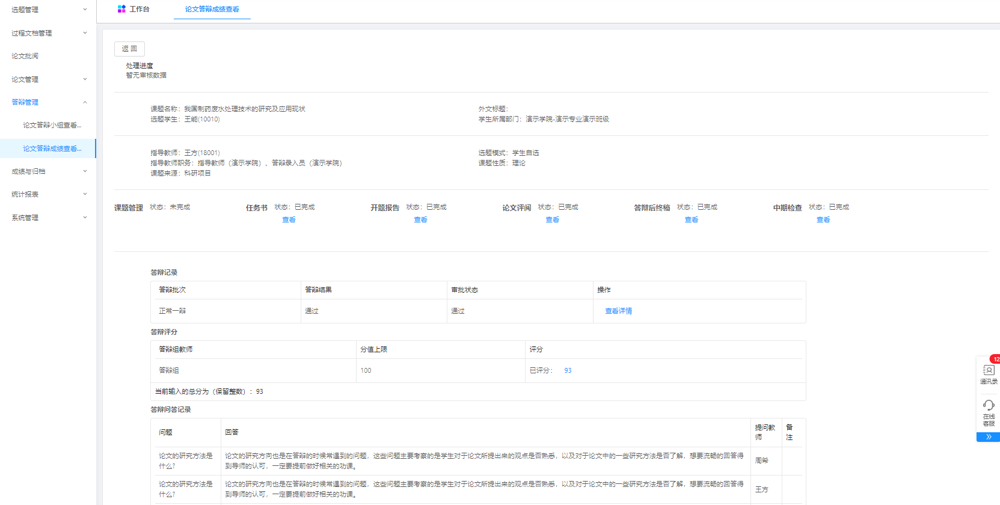 选题管理
过程文档管理
论文批阅
论文管理
答辩管理
论文答辩小组查看...
论文答辩成绩查看...
成绩与归档
统计报表
系统管理
工作台
论文答辩成绩查看
返 回
处理进度
暂无审核数据
课题名称：我国制药废水处理技术的研究及应用现状
外文标题：
选题学生：王能(10010)
学生所属部门：演示学院-演示专业演示班级
指导教师：王方(18001)
选题模式：学生自选
指导教师职务：指导教师（演示学院）、答辩录入员（演示学院）
课题性质：理论
课题来源：科研项目
课题管理 状态：未完成
任务书 状态：已完成
查看
开题报告 状态：已完成
查看
论文评阅 状态：已完成
查看
答辩后终稿 状态：已完成
查看
中期检查 状态：已完成
查看
答辩记录
答辩批次 答辩结果 审批状态 操作
正常一辩 通过 通过 查看详情
答辩评分
答辩组教师 分值上限 评分
答辩组 100 已评分： 93
当前输入的总分为（保留整数）：93
答辩问答记录
问题
回答
提问教
师
备
注
论文的研究方法是
什么?
论文的研究方向也是在答辩的时候常遇到的问题，这些问题主要考察的是学生对于论文所提出来的观点是否熟悉，以及对于论文中的一些研究方法是否了解，想要流畅的回答得
到导师的认可，一定要提前做好相关的功课。
周希
论文的研究方法是
什么?
论文的研究方向也是在答辩的时候常遇到的问题，这些问题主要考察的是学生对于论文所提出来的观点是否熟悉，以及对于论文中的一些研究方法是否了解，想要流畅的回答得
到导师的认可，一定要提前做好相关的功课。
王方
12
通讯录
在线
客服